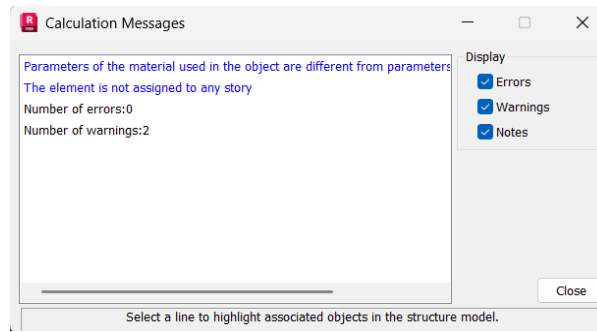 R
PRO
Calculation Messages
Parameters of the material used in the object are different from parameters
The element is not assigned to any story
Number of errors:0
Number of warnings:2
Display
Errors
Warnings
Notes
Close
Select a line to highlight associated objects in the structure model.